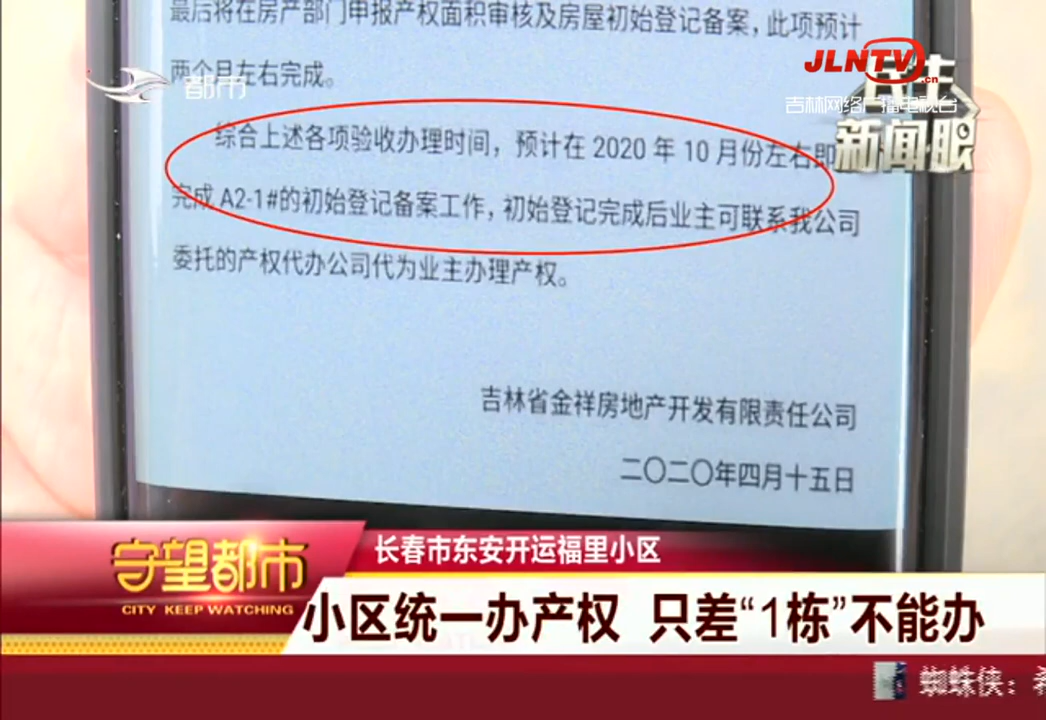 最后将在房产部门申报产权面积审核及房屋初始登记备案，此项预计
两个月左右完成。
综合上述各项验收办理时间，预计在 2020 年 10 月份左右即
完成 A2-1#的初始登记备案工作，初始登记完成后业主可联系我公司
委托的产权代办公司代为业主办理产权。
吉林省金祥房地产开发有限责任公司
二〇二〇年四月十五日
都市
JLNTV.cn
吉林网络广播电视台
新闻眼
守望都市
CITY KEEP WATCHING
长春市东安开运福里小区
小区统一办产权 只差“1栋”不能办
蜘蛛侠：